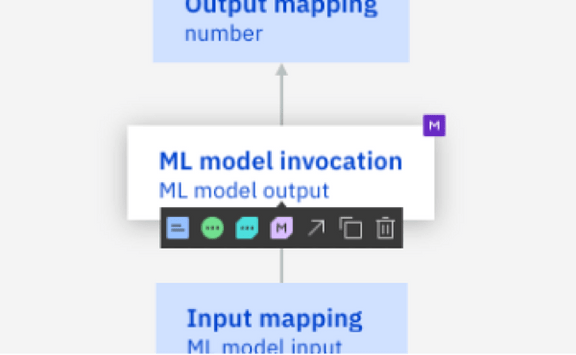 Output mapping
number
M
ML model invocation
ML model output
M
Input mapping
ML model input